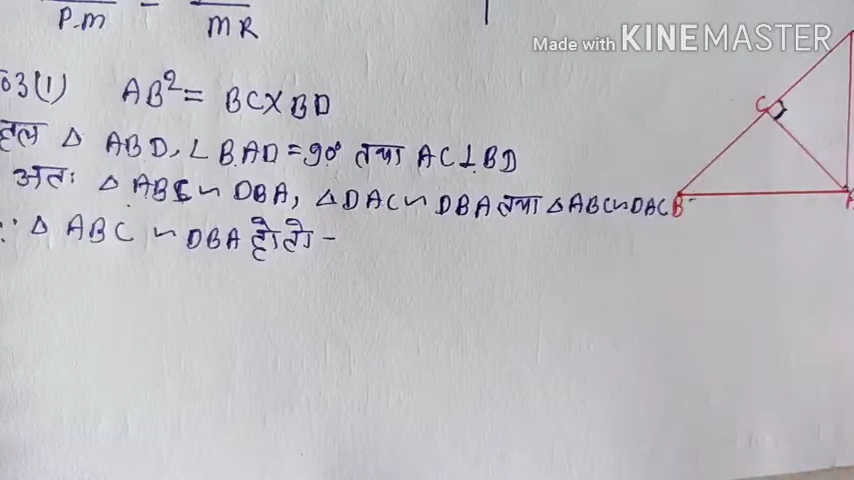 P.M = MR
Made with KINEMASTER
03(1) AB² = BC×BD
हल Δ ABD, ∠BAD = 90° तथा AC⊥BD
अतः Δ ABC ∽ DBA, Δ DAC ∽ DBA तथा Δ ABC ∽ DAC
∵ Δ ABC ∽ DBA हो तो –
C
B
A